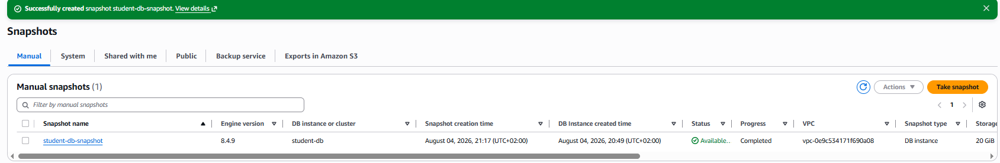 Successfully created snapshot student-db-snapshot. View details
Snapshots
Manual System Shared with me Public Backup service Exports in Amazon S3
Manual snapshots (1) Actions Take snapshot
Filter by manual snapshots 1
Snapshot name Engine version DB instance or cluster Snapshot creation time DB Instance created time Status Progress VPC Snapshot type Storage
student-db-snapshot 8.4.9 student-db August 04, 2026, 21:17 (UTC+02:00) August 04, 2026, 20:49 (UTC+02:00) Available.. Completed vpc-0e9c534171f690a08 DB instance 20 GiB